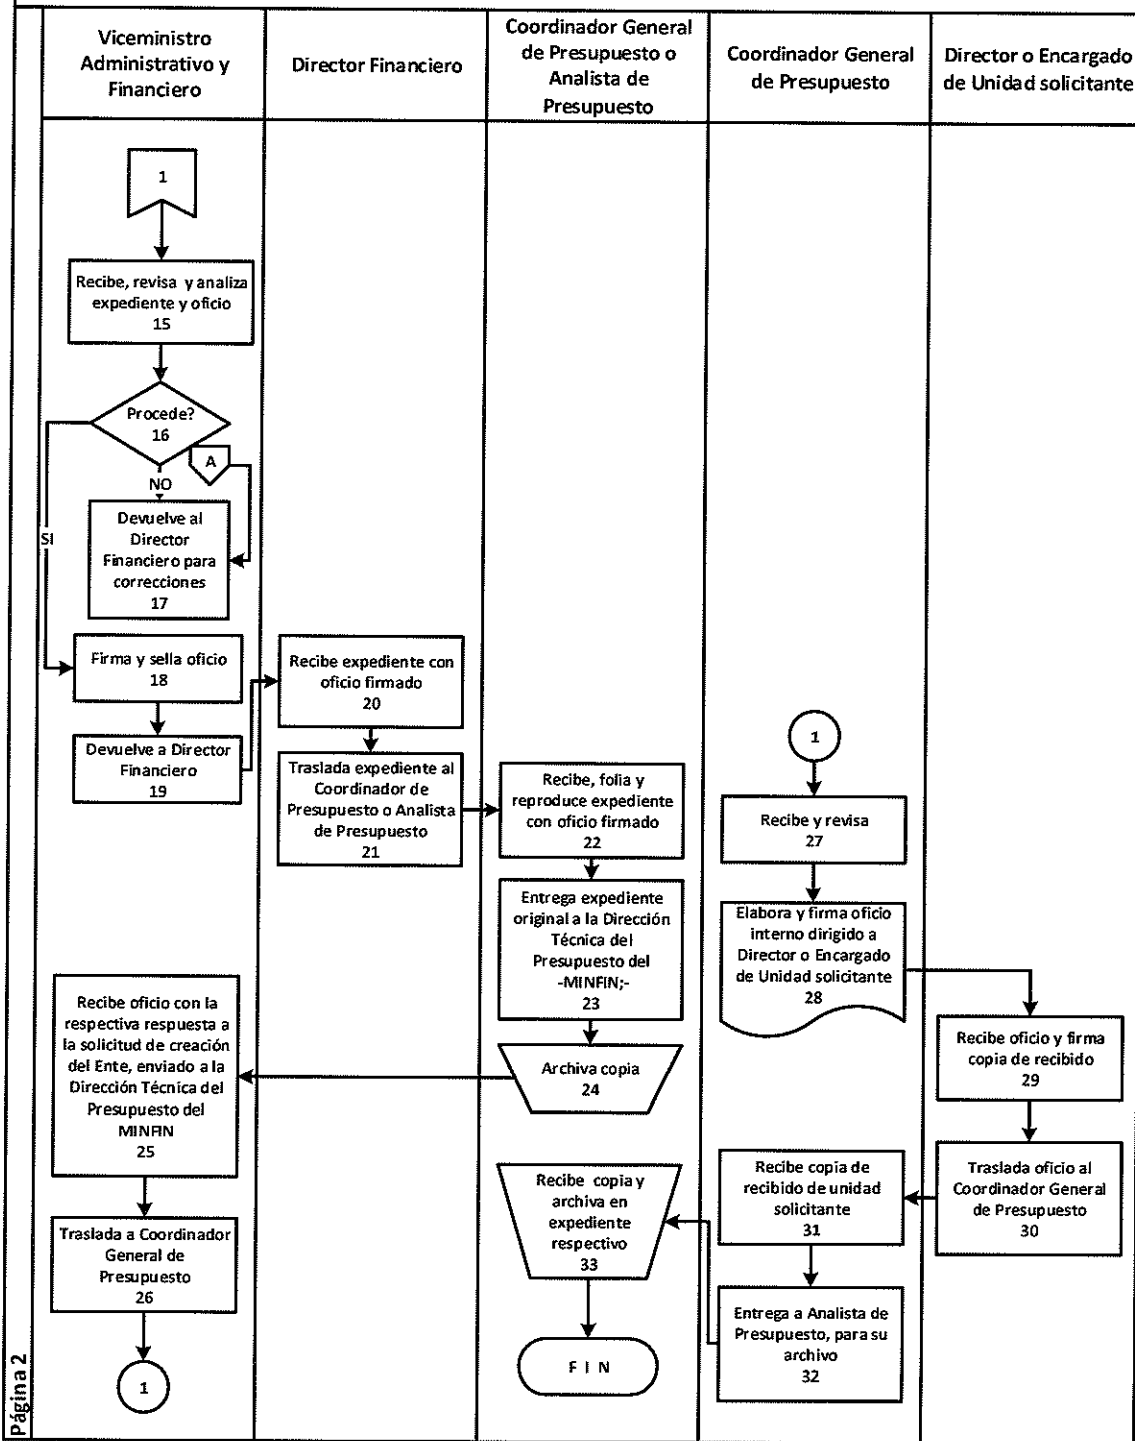 Viceministro
Administrativo y
Financiero
Director Financiero
Coordinador General
de Presupuesto o
Analista de
Presupuesto
Coordinador General
de Presupuesto
Director o Encargado
de Unidad solicitante
1
Recibe, revisa y analiza
expediente y oficio
15
Procede?
16
A
NO
SI
Devuelve al
Director
Financiero para
correcciones
17
Firma y sella oficio
18
Devuelve a Director
Financiero
19
Recibe expediente con
oficio firmado
20
Traslada expediente al
Coordinador de
Presupuesto o Analista
de Presupuesto
21
Recibe, folia y
reproduce expediente
con oficio firmado
22
Entrega expediente
original a la Dirección
Técnica del
Presupuesto del
-MINFIN;-
23
Archiva copia
24
Recibe oficio con la
respectiva respuesta a
la solicitud de creación
del Ente, enviado a la
Dirección Técnica del
Presupuesto del
MINFIN
25
Traslada a Coordinador
General de
Presupuesto
26
1
1
Recibe y revisa
27
Elabora y firma oficio
interno dirigido a
Director o Encargado
de Unidad solicitante
28
Recibe oficio y firma
copia de recibido
29
Traslada oficio al
Coordinador General
de Presupuesto
30
Recibe copia de
recibido de unidad
solicitante
31
Entrega a Analista de
Presupuesto, para su
archivo
32
Recibe copia y
archiva en
expediente
respectivo
33
F I N
Página 2